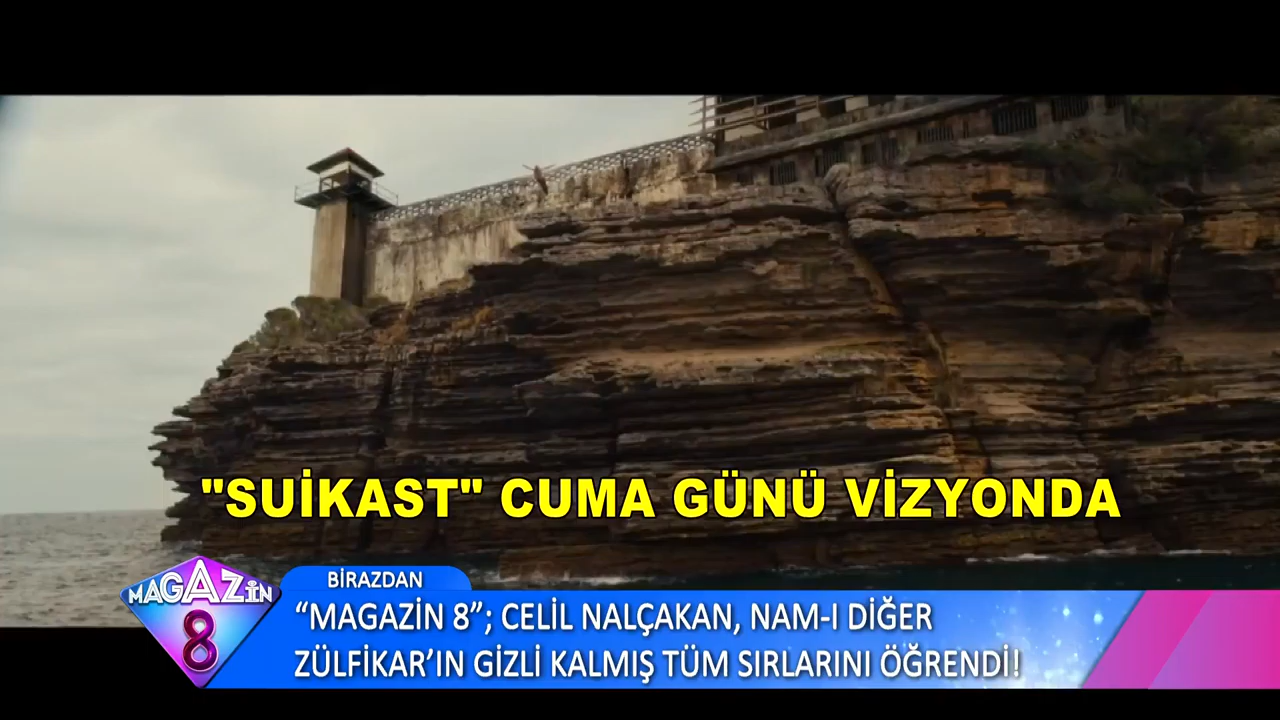 "SUİKAST" CUMA GÜNÜ VİZYONDA
BİRAZDAN
MAGAZİN
8
“MAGAZİN 8”; CELİL NALÇAKAN, NAM-I DİĞER
ZÜLFİKAR’IN GİZLİ KALMIŞ TÜM SIRLARINI ÖĞRENDİ!